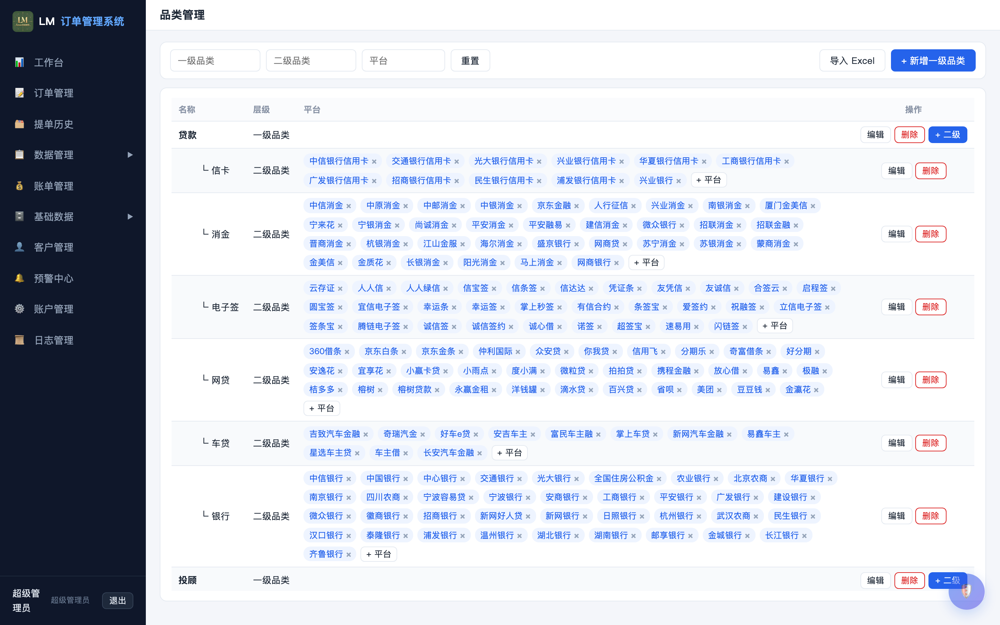 LM 订单管理系统
工作台
订单管理
提单历史
数据管理
账单管理
基础数据
客户管理
预警中心
账户管理
日志管理
超级管理员
超级管理员
退出
品类管理
一级品类 二级品类 平台 重置 导入 Excel + 新增一级品类
名称 层级 平台 操作
贷款 一级品类 编辑 删除 + 二级
└ 信卡 二级品类
中信银行信用卡 × 交通银行信用卡 × 光大银行信用卡 × 兴业银行信用卡 × 华夏银行信用卡 × 工商银行信用卡 ×
广发银行信用卡 × 招商银行信用卡 × 民生银行信用卡 × 浦发银行信用卡 × 兴业银行 × + 平台
编辑 删除
└ 消金 二级品类
中信消金 × 中原消金 × 中邮消金 × 中银消金 × 京东金融 × 人行征信 × 兴业消金 × 南银消金 × 厦门金美信 ×
宁来花 × 宁银消金 × 尚诚消金 × 平安消金 × 平安融易 × 建信消金 × 微众银行 × 招联消金 × 招联金融 ×
晋商消金 × 杭银消金 × 江山金服 × 海尔消金 × 盛京银行 × 网商贷 × 苏宁消金 × 苏银消金 × 蒙商消金 ×
金美信 × 金质花 × 长银消金 × 阳光消金 × 马上消金 × 网商银行 × + 平台
编辑 删除
└ 电子签 二级品类
云存证 × 人人信 × 人人绿信 × 信宝签 × 信条签 × 信达达 × 凭证条 × 友凭信 × 友诚信 × 合签云 × 启程签 ×
圆宝签 × 宜信电子签 × 幸运条 × 幸运签 × 掌上秒签 × 有信合约 × 条签宝 × 爱签约 × 祝融签 × 立信电子签 ×
签条宝 × 腾链电子签 × 诚信签 × 诚信签约 × 诚心借 × 诺签 × 超签宝 × 速易用 × 闪链签 × + 平台
编辑 删除
└ 网贷 二级品类
360借条 × 京东白条 × 京东金条 × 仲利国际 × 众安贷 × 你我贷 × 信用飞 × 分期乐 × 奇富借条 × 好分期 ×
安逸花 × 宜享花 × 小赢卡贷 × 小雨点 × 度小满 × 微粒贷 × 拍拍贷 × 携程金融 × 放心借 × 易鑫 × 极融 ×
桔多多 × 榕树 × 榕树贷款 × 永赢金租 × 洋钱罐 × 滴水贷 × 百兴贷 × 省呗 × 美团 × 豆豆钱 × 金瀛花 ×
+ 平台
编辑 删除
└ 车贷 二级品类
吉致汽车金融 × 奇瑞汽金 × 好车e贷 × 安吉车主 × 富民车主融 × 掌上车贷 × 新网汽车金融 × 易鑫车主 ×
星选车主贷 × 车主借 × 长安汽车金融 × + 平台
编辑 删除
└ 银行 二级品类
中信银行 × 中国银行 × 中心银行 × 交通银行 × 光大银行 × 全国住房公积金 × 农业银行 × 北京农商 × 华夏银行 ×
南京银行 × 四川农商 × 宁波容易贷 × 宁波银行 × 安商银行 × 工商银行 × 平安银行 × 广发银行 × 建设银行 ×
微众银行 × 徽商银行 × 招商银行 × 新网好人贷 × 新网银行 × 日照银行 × 杭州银行 × 武汉农商 × 民生银行 ×
汉口银行 × 泰隆银行 × 浦发银行 × 温州银行 × 湖北银行 × 湖南银行 × 邮享银行 × 金城银行 × 长江银行 ×
齐鲁银行 × + 平台
编辑 删除
投顾 一级品类 编辑 删除 + 二级